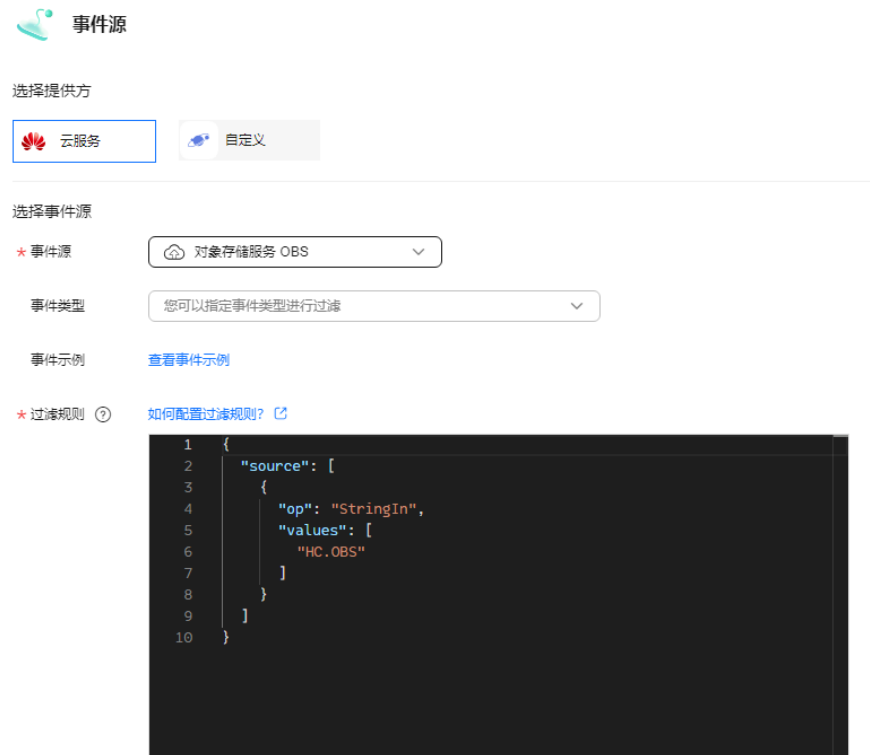 事件源
选择提供方
云服务 自定义
选择事件源
* 事件源 对象存储服务 OBS
事件类型 您可以指定事件类型进行过滤
事件示例 查看事件示例
* 过滤规则 ? 如何配置过滤规则?
1 {
2 "source": [
3 {
4 "op": "StringIn",
5 "values": [
6 "HC.OBS"
7 ]
8 }
9 ]
10 }